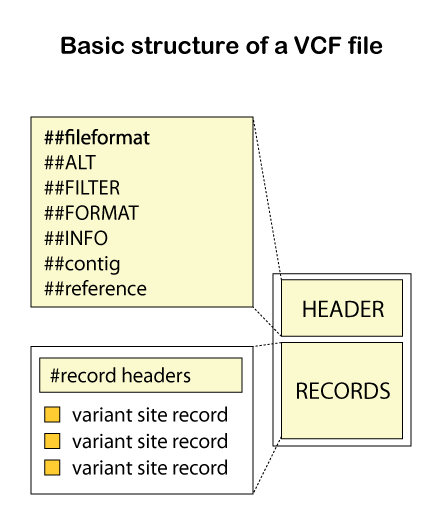 Basic structure of a VCF file
##fileformat
##ALT
##FILTER
##FORMAT
##INFO
##contig
##reference
HEADER
#record headers
variant site record
variant site record
variant site record
RECORDS